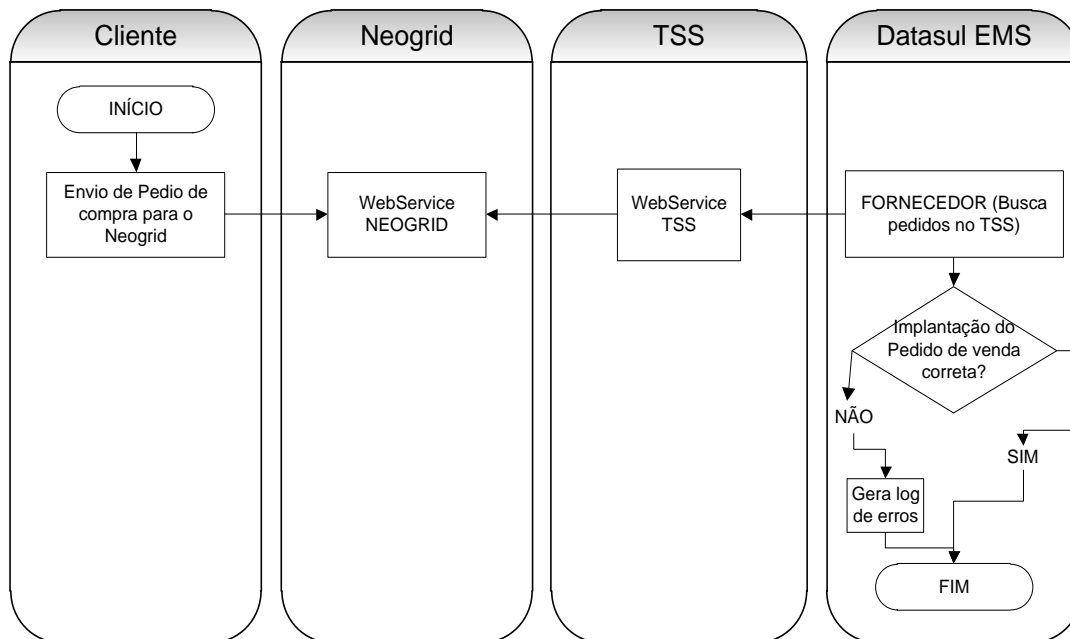 Cliente
Neogrid
TSS
Datasul EMS
INÍCIO
Envio de Pedio de
compra para o
Neogrid
WebService
NEOGRID
WebService
TSS
FORNECEDOR (Busca
pedidos no TSS)
Implantação do
Pedido de venda
correta?
NÃO
SIM
Gera log
de erros
FIM